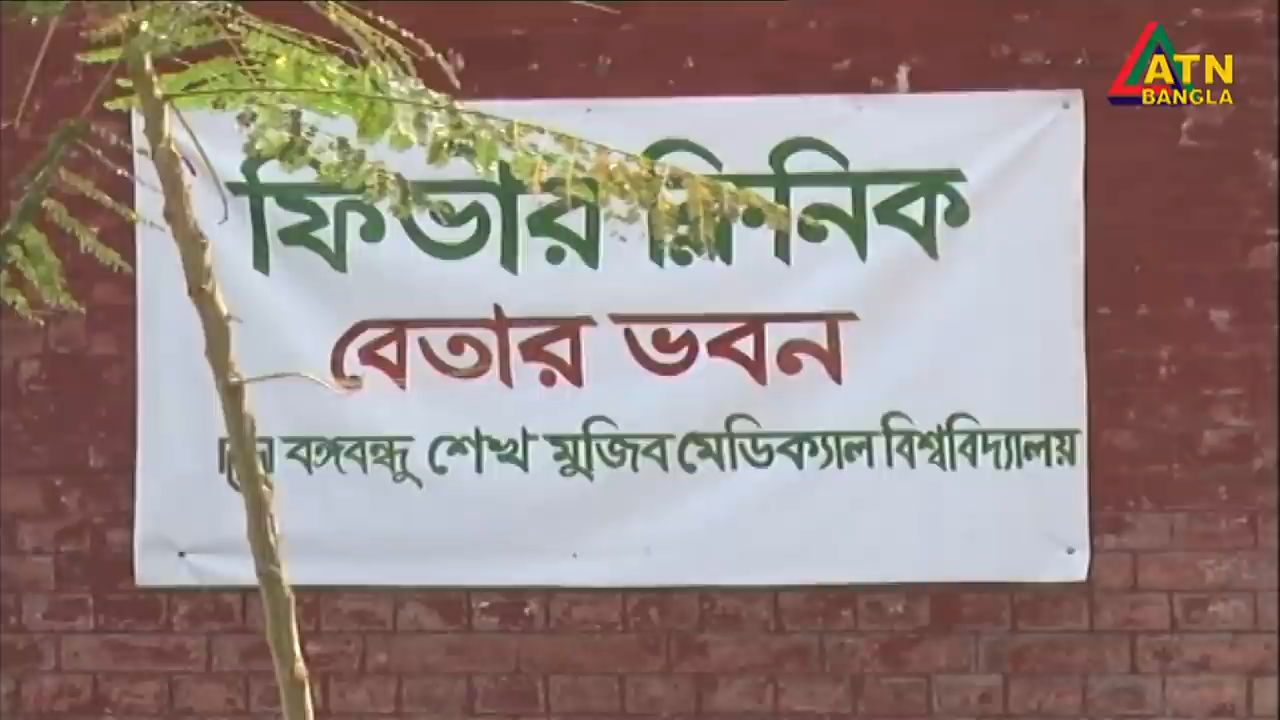 ফিভার ক্লিনিক
বেতার ভবন
বঙ্গবন্ধু শেখ মুজিব মেডিক্যাল বিশ্ববিদ্যালয়
ATN
BANGLA